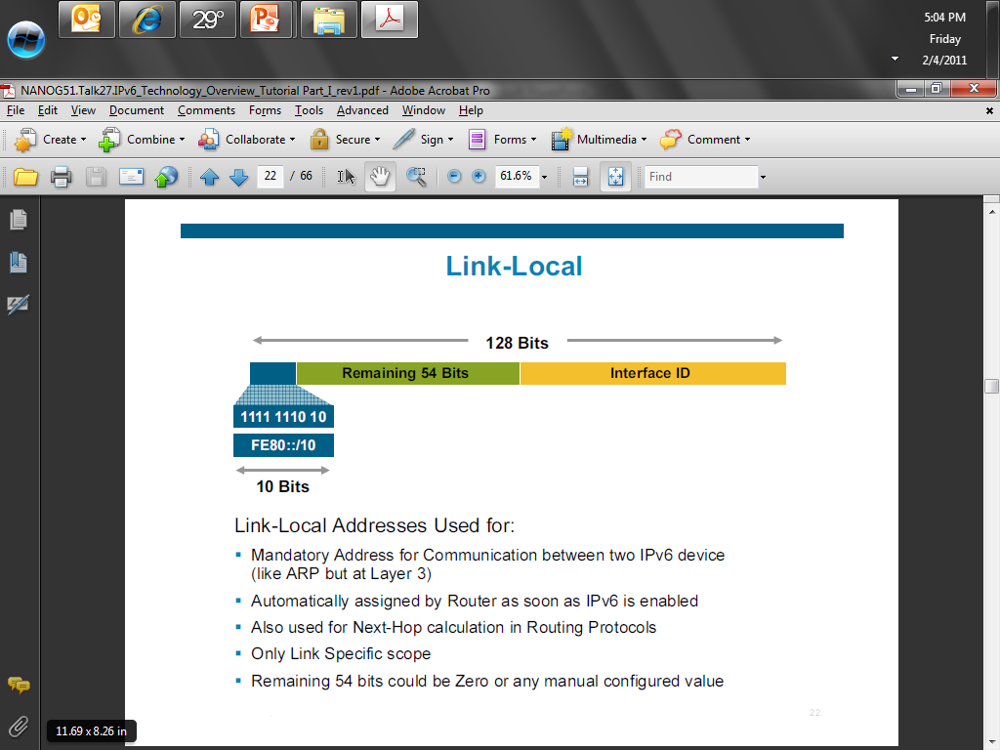 29°
5:04 PM
Friday
2/4/2011
NANOG51.Talk27.IPv6_Technology_Overview_Tutorial Part_I_rev1.pdf - Adobe Acrobat Pro
File Edit View Document Comments Forms Tools Advanced Window Help
Create Combine Collaborate Secure Sign Forms Multimedia Comment
22 / 66 61.6% Find
Link-Local
128 Bits
Remaining 54 Bits Interface ID
1111 1110 10
FE80::/10
10 Bits
Link-Local Addresses Used for:
Mandatory Address for Communication between two IPv6 device
(like ARP but at Layer 3)
Automatically assigned by Router as soon as IPv6 is enabled
Also used for Next-Hop calculation in Routing Protocols
Only Link Specific scope
Remaining 54 bits could be Zero or any manual configured value
22
11.69 x 8.26 in